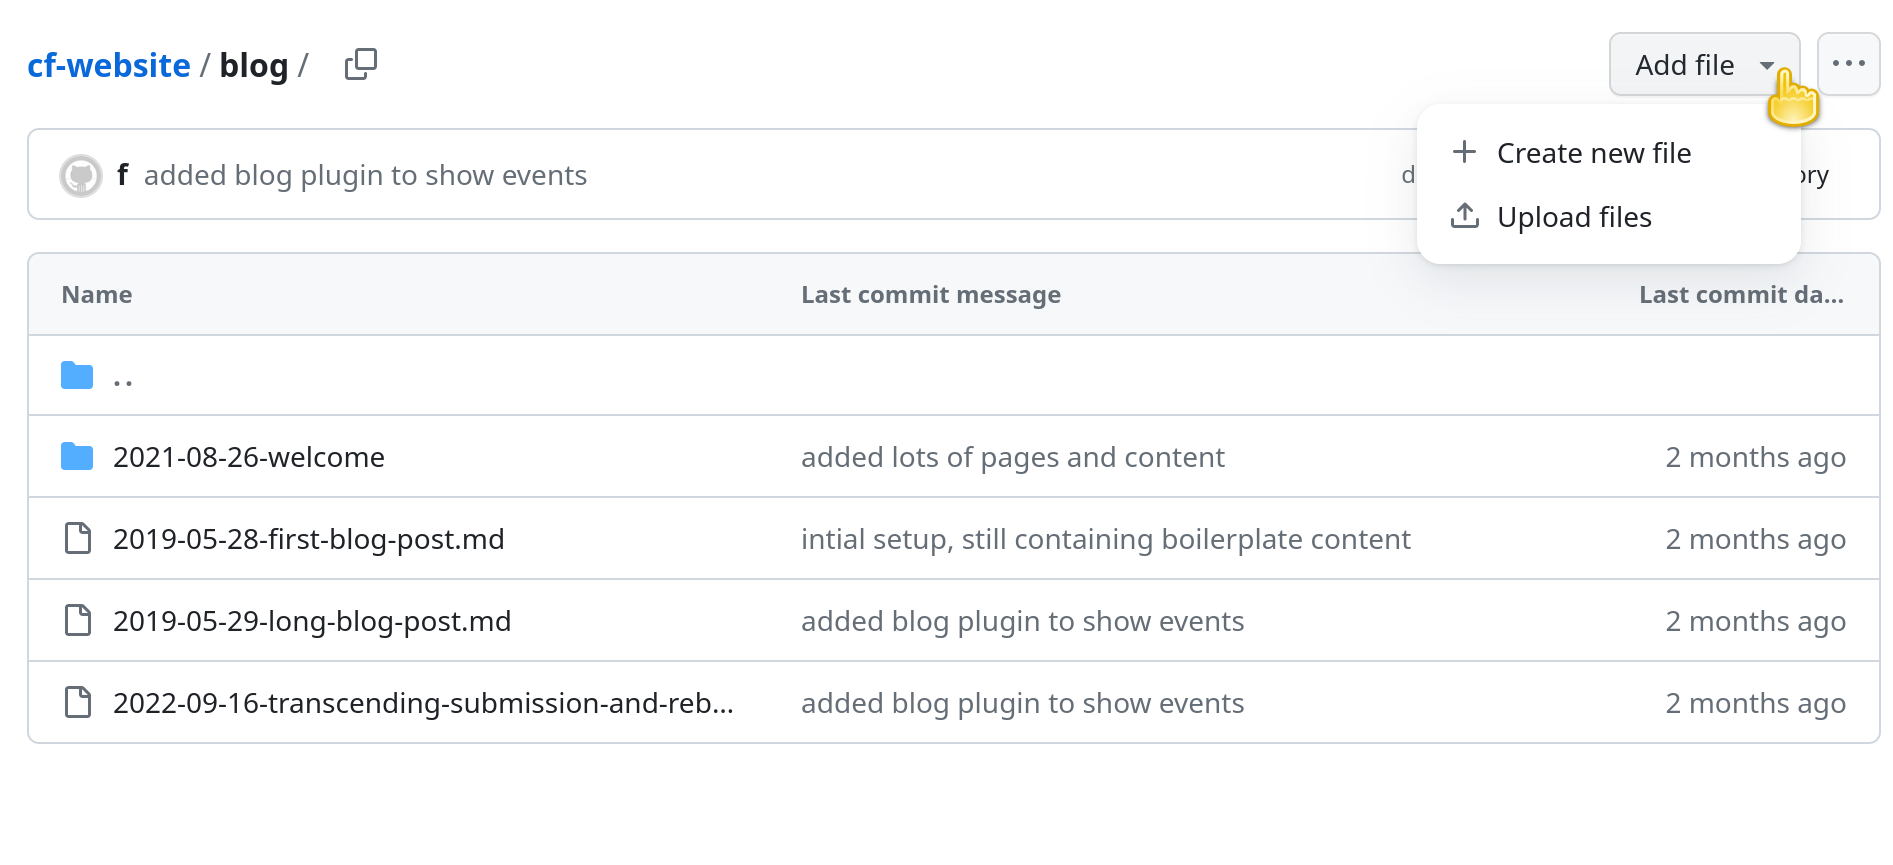 cf-website / blog /
Add file
Create new file
Upload files
f added blog plugin to show events
Name Last commit message Last commit da...
..
2021-08-26-welcome added lots of pages and content 2 months ago
2019-05-28-first-blog-post.md intial setup, still containing boilerplate content 2 months ago
2019-05-29-long-blog-post.md added blog plugin to show events 2 months ago
2022-09-16-transcending-submission-and-reb... added blog plugin to show events 2 months ago